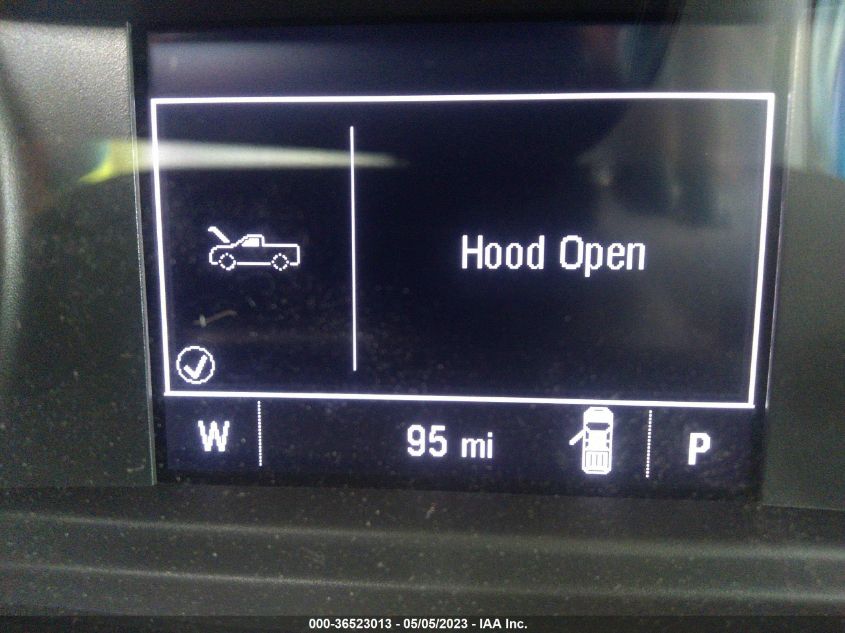 Hood Open
W 95 mi P
000-36523013 - 05/05/2023 - IAA Inc.